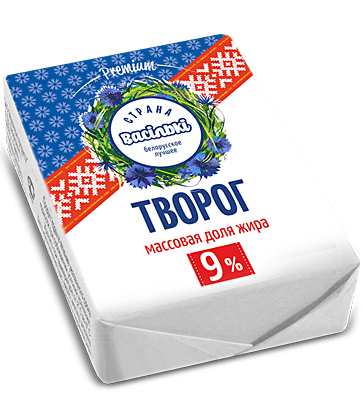 Premium
СТРАНА
Васiлькi
белорусское
лучшее
ТВОРОГ
массовая доля жира
9%